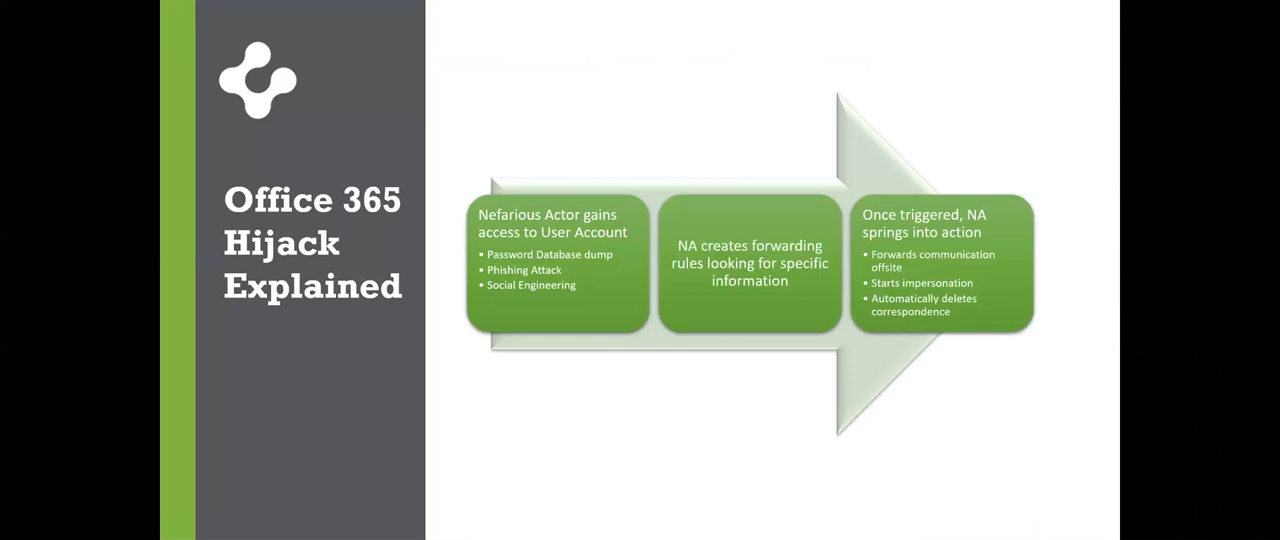 Office 365
Hijack
Explained
Nefarious Actor gains
access to User Account
• Password Database dump
• Phishing Attack
• Social Engineering
NA creates forwarding
rules looking for specific
information
Once triggered, NA
springs into action
• Forwards communication
offsite
• Starts impersonation
• Automatically deletes
correspondence